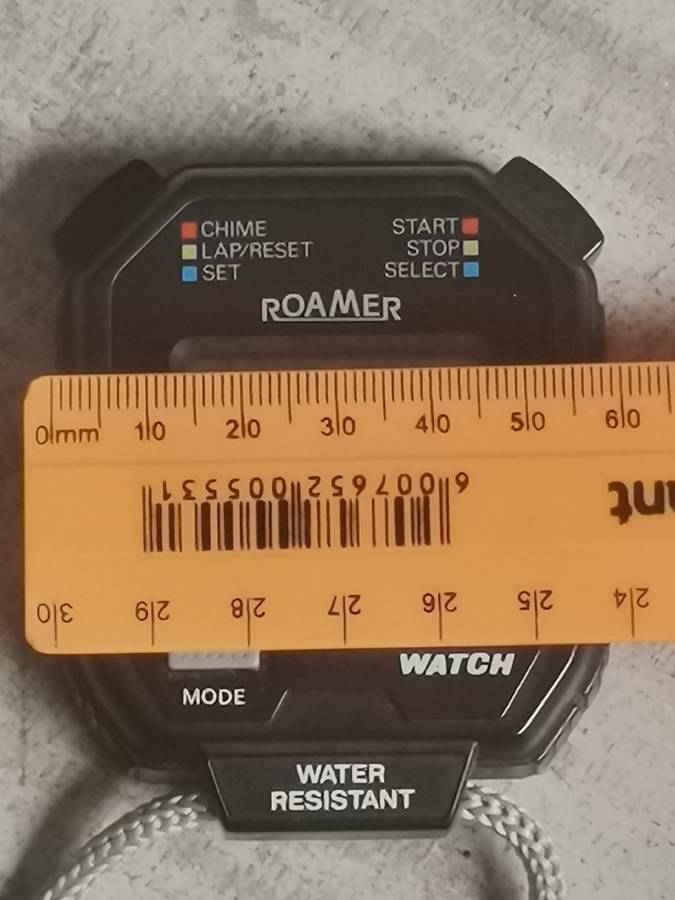 CHIME
LAP/RESET
SET
START
STOP
SELECT
ROAMER
0mm 10 20 30 40 50 60
6 007652 005531
30 29 28 27 26 25 24
MODE
WATCH
WATER
RESISTANT